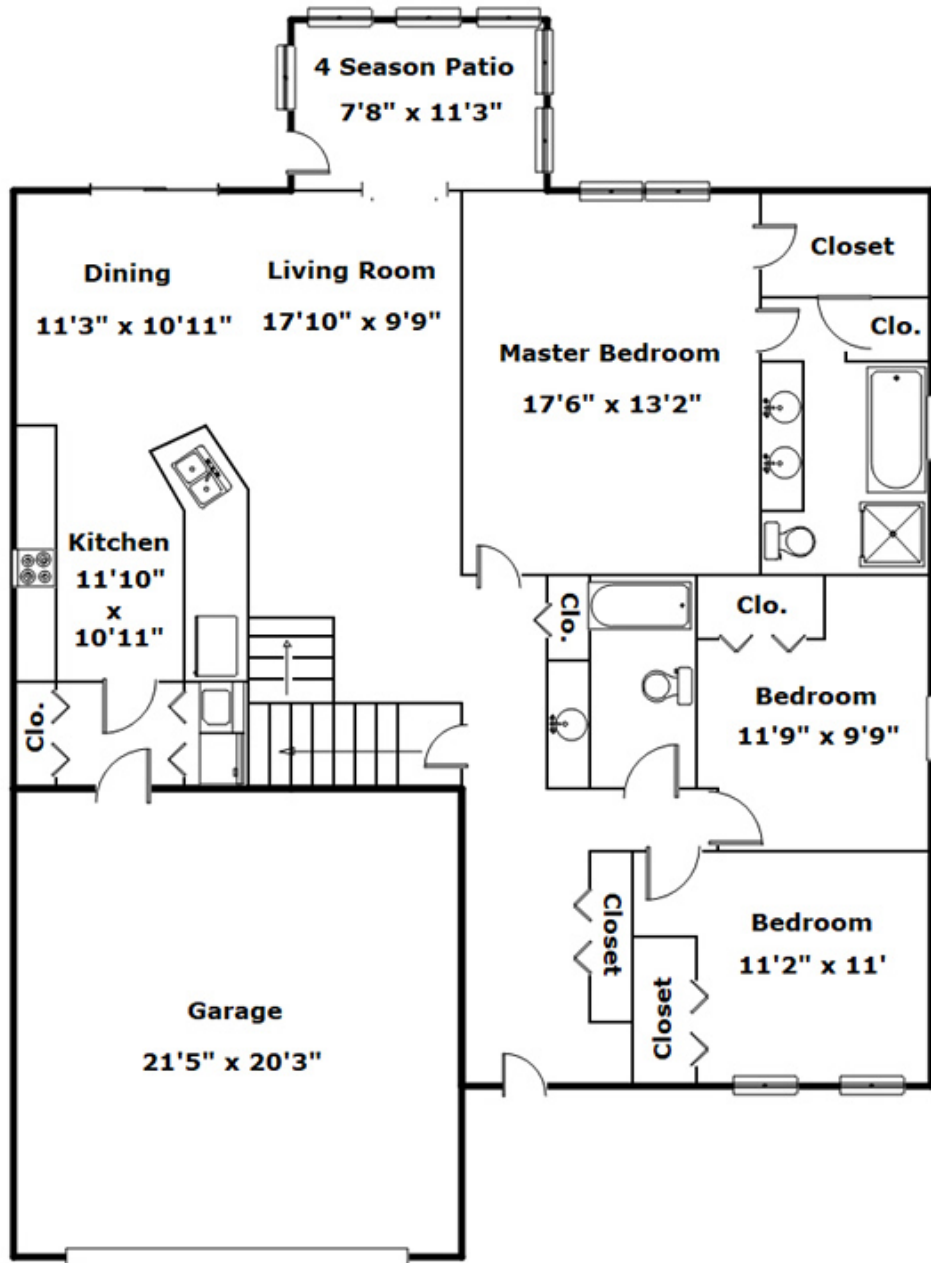 4 Season Patio
7'8" x 11'3"
Dining
11'3" x 10'11"
Living Room
17'10" x 9'9"
Master Bedroom
17'6" x 13'2"
Closet
Clo.
Kitchen
11'10"
x
10'11"
Clo.
Clo.
Clo.
Bedroom
11'9" x 9'9"
Closet
Closet
Bedroom
11'2" x 11'
Garage
21'5" x 20'3"